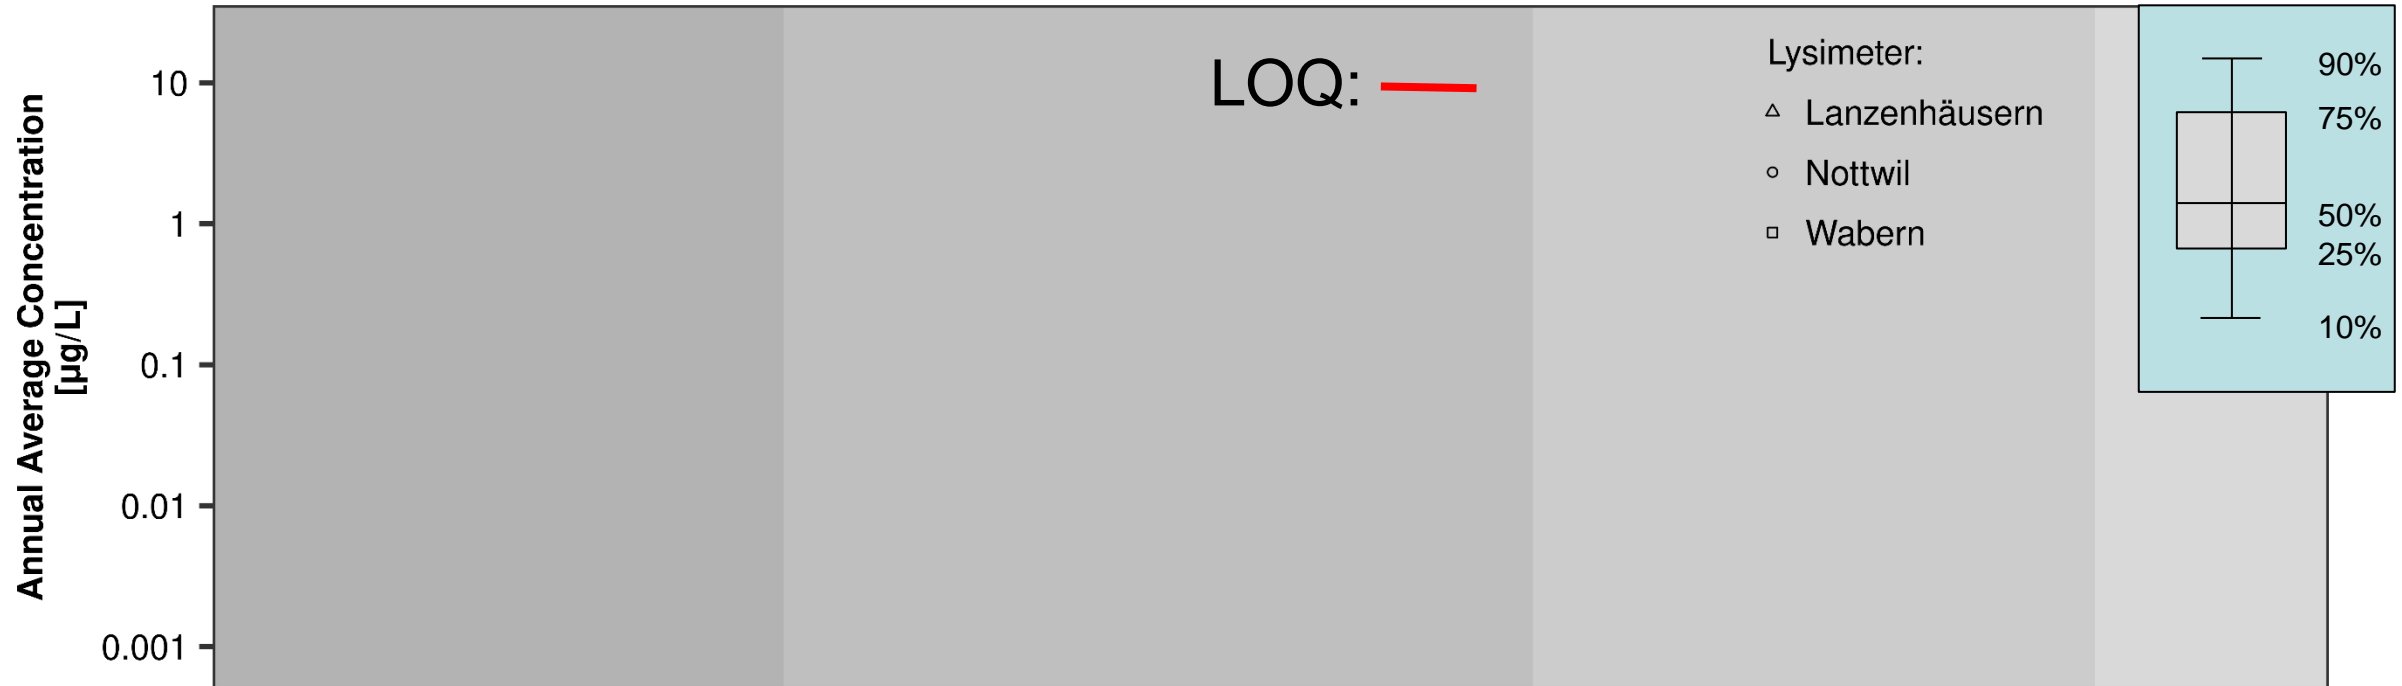 Annual Average Concentration
[µg/L]
10
1
0.1
0.01
0.001
LOQ:
Lysimeter:
Lanzenhäusern
Nottwil
Wabern
90%
75%
50%
25%
10%